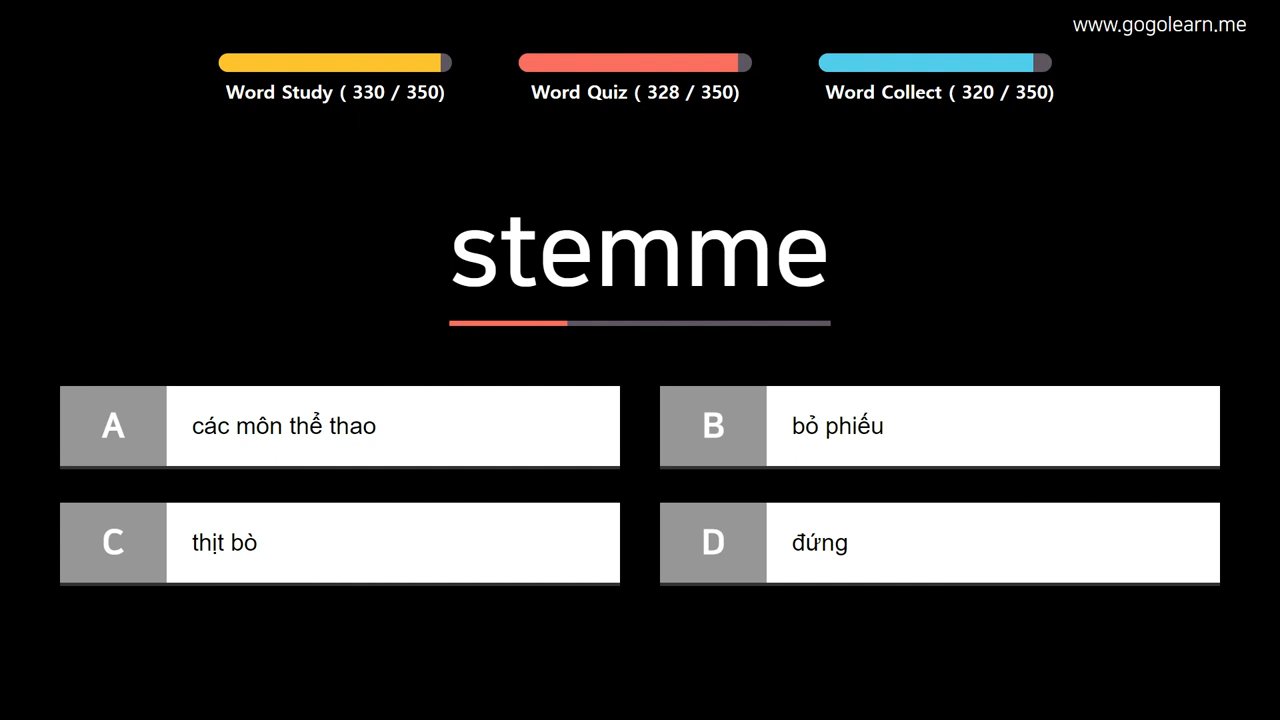 www.gogolearn.me
Word Study ( 330 / 350)
Word Quiz ( 328 / 350)
Word Collect ( 320 / 350)
stemme
A các môn thể thao
B bỏ phiếu
C thịt bò
D đứng